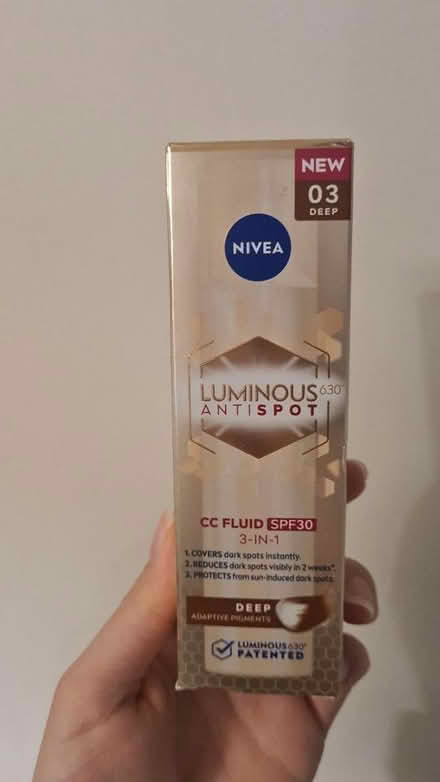 NEW
03
DEEP
NIVEA
LUMINOUS630®
ANTISPOT
CC FLUID SPF30
3-IN-1
1. COVERS dark spots instantly.
2. REDUCES dark spots visibly in 2 weeks*.
3. PROTECTS from sun-induced dark spots.
DEEP
ADAPTIVE PIGMENTS
LUMINOUS630®
PATENTED